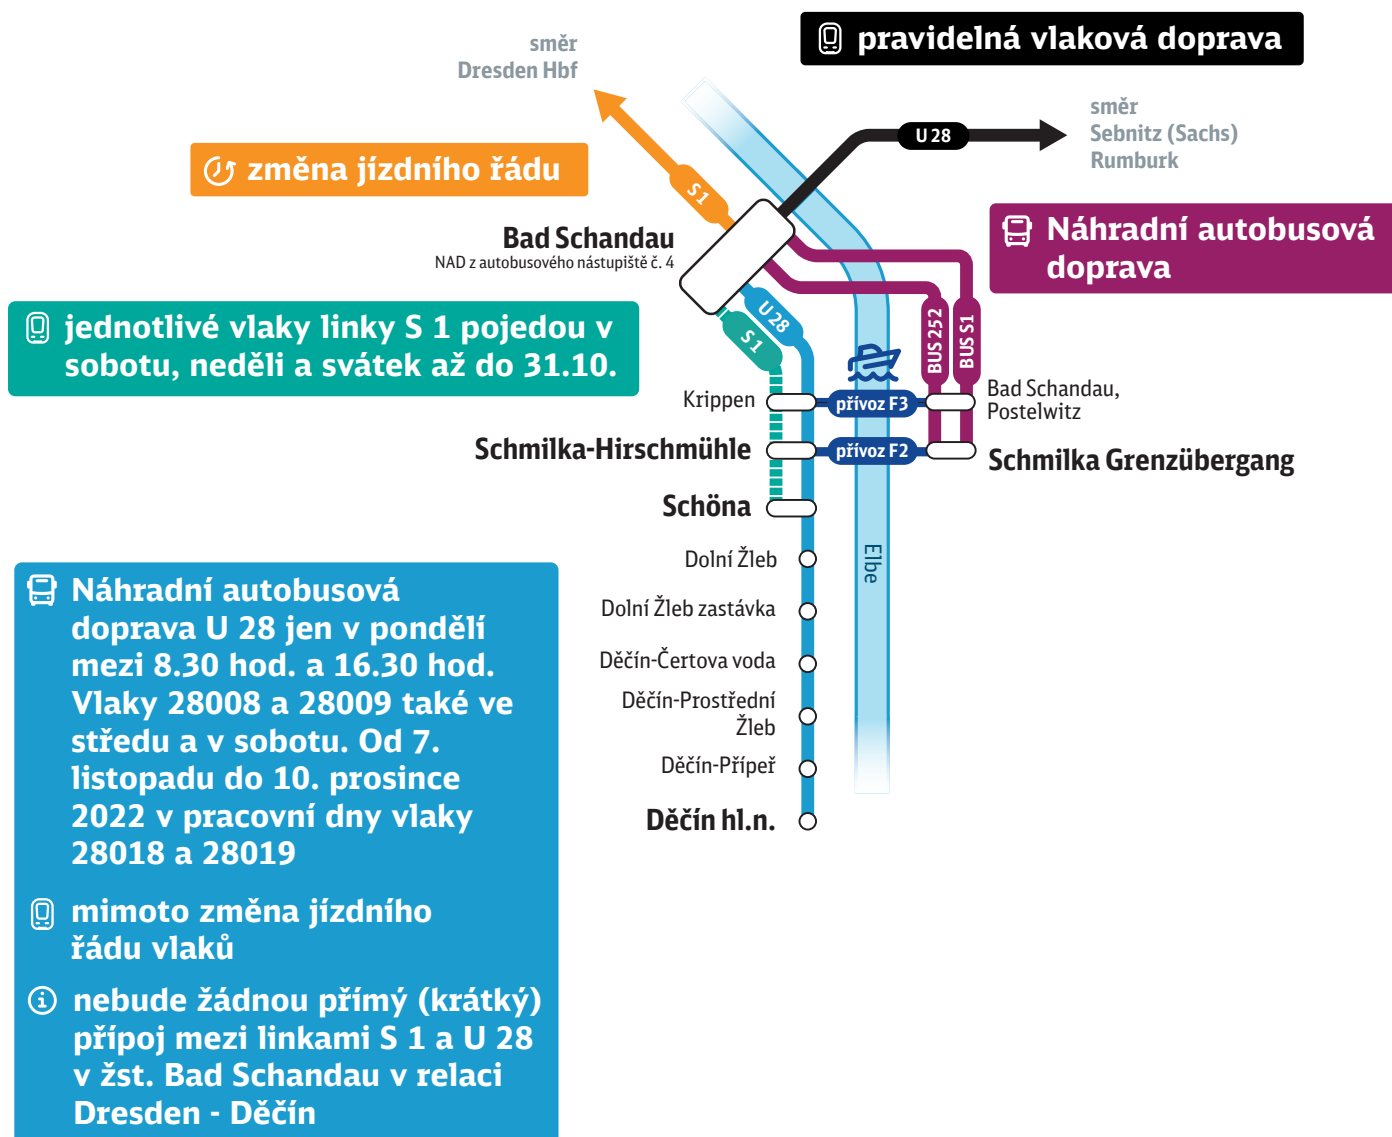 pravidelná vlaková doprava
směr
Dresden Hbf
směr
Sebnitz (Sachs)
Rumburk
U 28
změna jízdního řádu
S 1
Náhradní autobusová
doprava
Bad Schandau
NAD z autobusového nástupiště č. 4
jednotlivé vlaky linky S 1 pojedou v
sobotu, neděli a svátek až do 31.10.
U 28
S 1
BUS 252
BUS S1
Krippen
přívoz F3
Bad Schandau,
Postelwitz
Schmilka-Hirschmühle
přívoz F2
Schmilka Grenzübergang
Schöna
Elbe
Dolní Žleb
Dolní Žleb zastávka
Děčín-Čertova voda
Děčín-Prostřední
Žleb
Děčín-Přípeř
Děčín hl.n.
Náhradní autobusová
doprava U 28 jen v pondělí
mezi 8.30 hod. a 16.30 hod.
Vlaky 28008 a 28009 také ve
středu a v sobotu. Od 7.
listopadu do 10. prosince
2022 v pracovní dny vlaky
28018 a 28019
mimoto změna jízdního
řádu vlaků
nebude žádnou přímý (krátký)
přípoj mezi linkami S 1 a U 28
v žst. Bad Schandau v relaci
Dresden - Děčín